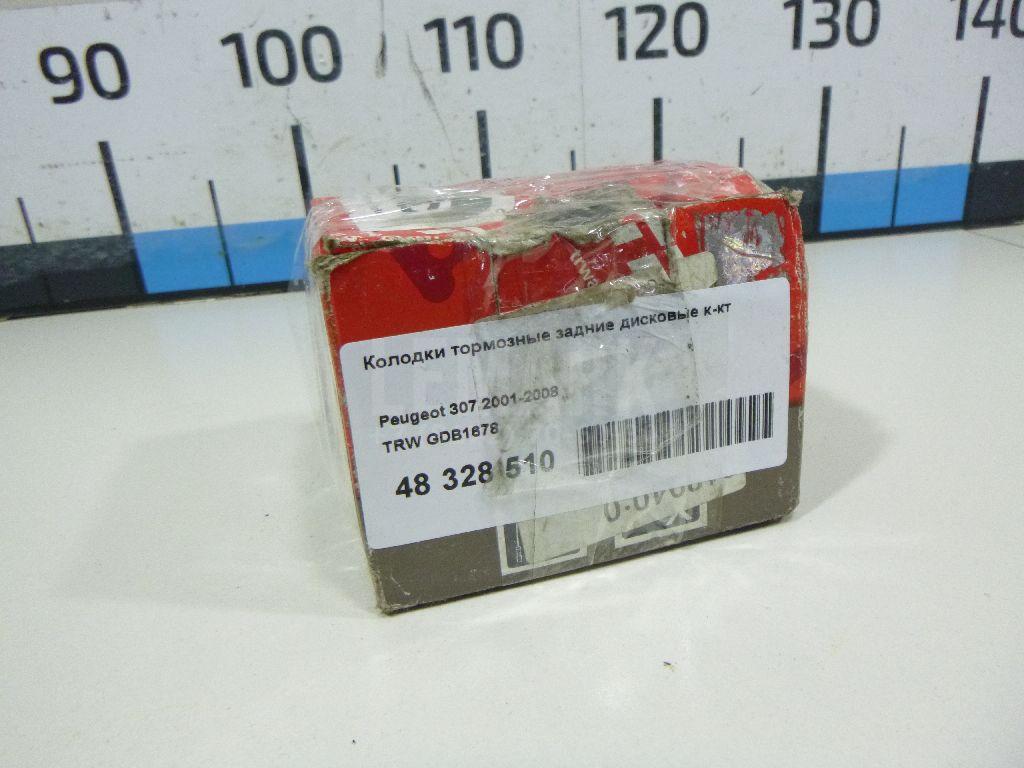 90 100 110 120 130 140
Колодки тормозные задние дисковые к-кт
Peugeot 307 2001-2008
TRW GDB1678
48 328 510